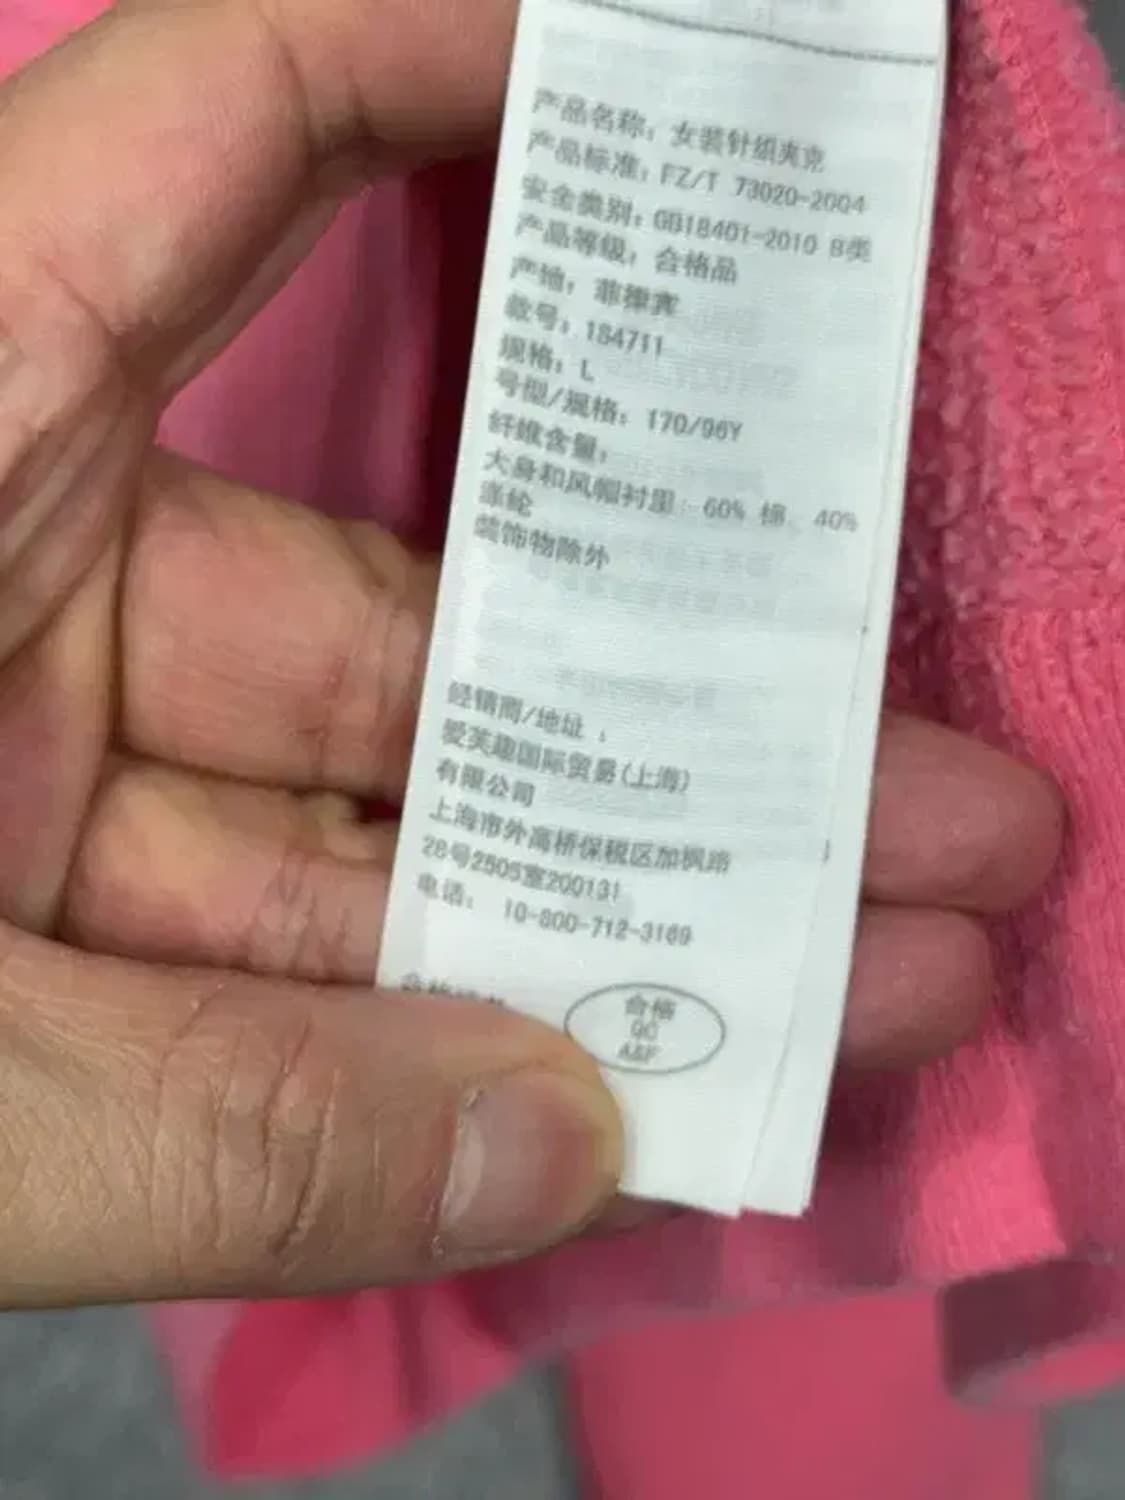 产品名称：女装针织夹克
产品标准：FZ/T 73020-2004
安全类别：GB18401-2010 B类
产品等级：合格品
产地：菲律宾
款号：184711
规格：L
号型/规格：170/96Y
纤维含量：
大身和风帽衬里：60% 棉、40%
涤纶
装饰物除外
经销商/地址：
爱芙趣国际贸易(上海)
有限公司
上海市外高桥保税区加枫路
28号2505室200131
电话： 10-800-712-3169
合格
QC
A&F